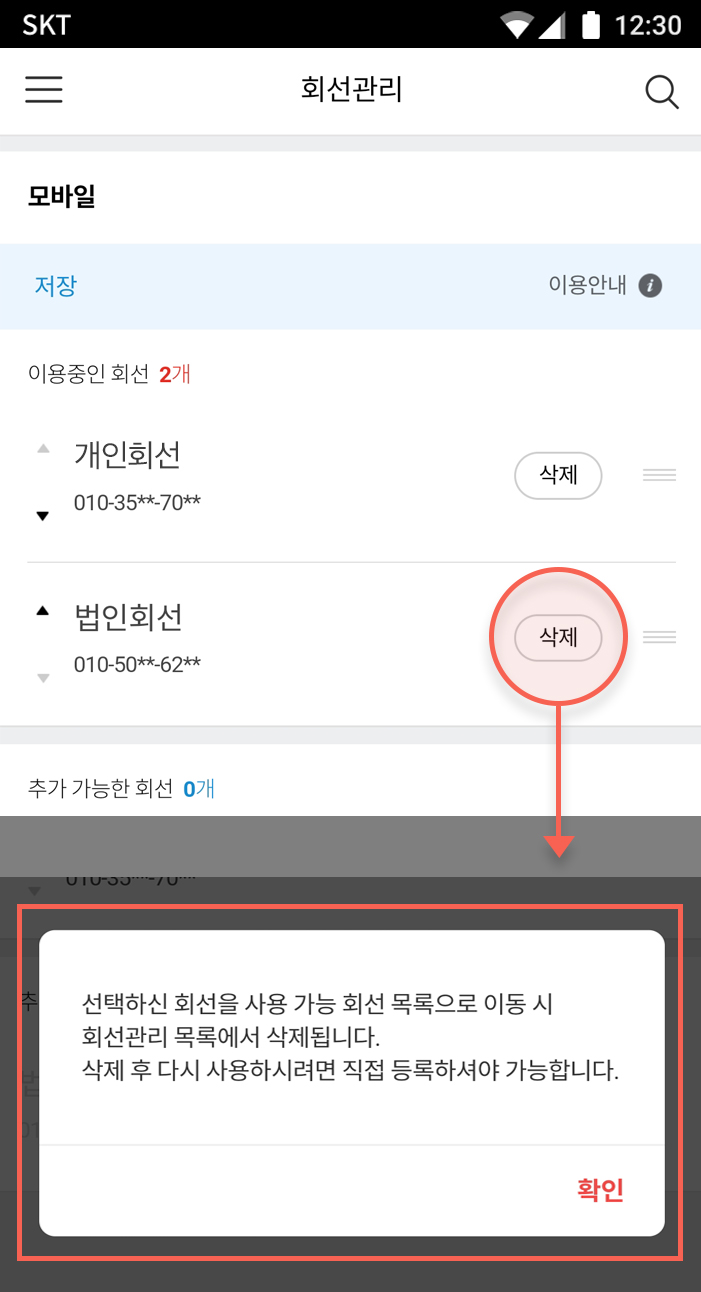 SKT 12:30
회선관리
모바일
저장 이용안내
이용중인 회선 2개
개인회선 삭제
010-35**-70**
법인회선 삭제
010-50**-62**
추가 가능한 회선 0개
선택하신 회선을 사용 가능 회선 목록으로 이동 시
회선관리 목록에서 삭제됩니다.
삭제 후 다시 사용하시려면 직접 등록하셔야 가능합니다.
확인